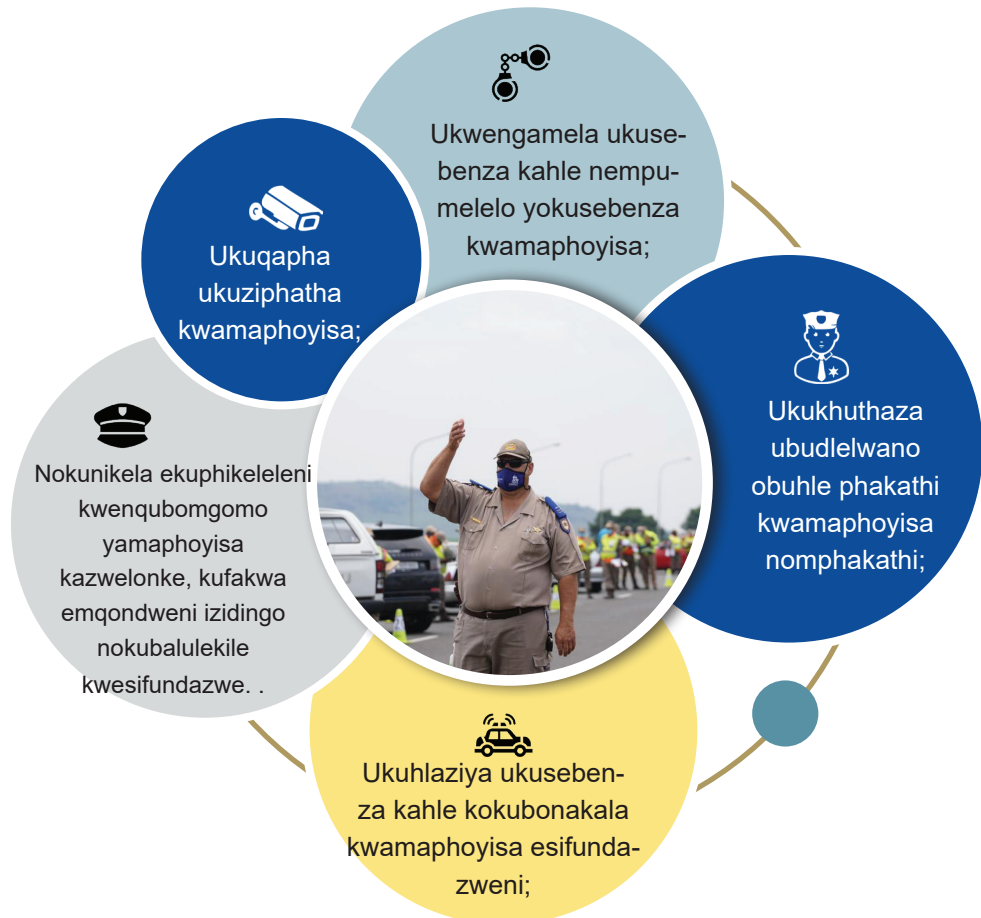 Ukwengamela ukuse-
benza kahle nempu-
melelo yokusebenza
kwamaphoyisa;
Ukuqapha
ukuziphatha
kwamaphoyisa;
Ukukhuthaza
ubudlelwano
obuhle phakathi
kwamaphoyisa
nomphakathi;
Nokunikela ekuphikeleleni
kwenqubomgomo
yamaphoyisa
kazwelonke, kufakwa
emqondweni izidingo
nokubalulekile
kwesifundazwe. .
Ukuhlaziya ukuseben-
za kahle kokubonakala
kwamaphoyisa esifunda-
zweni;